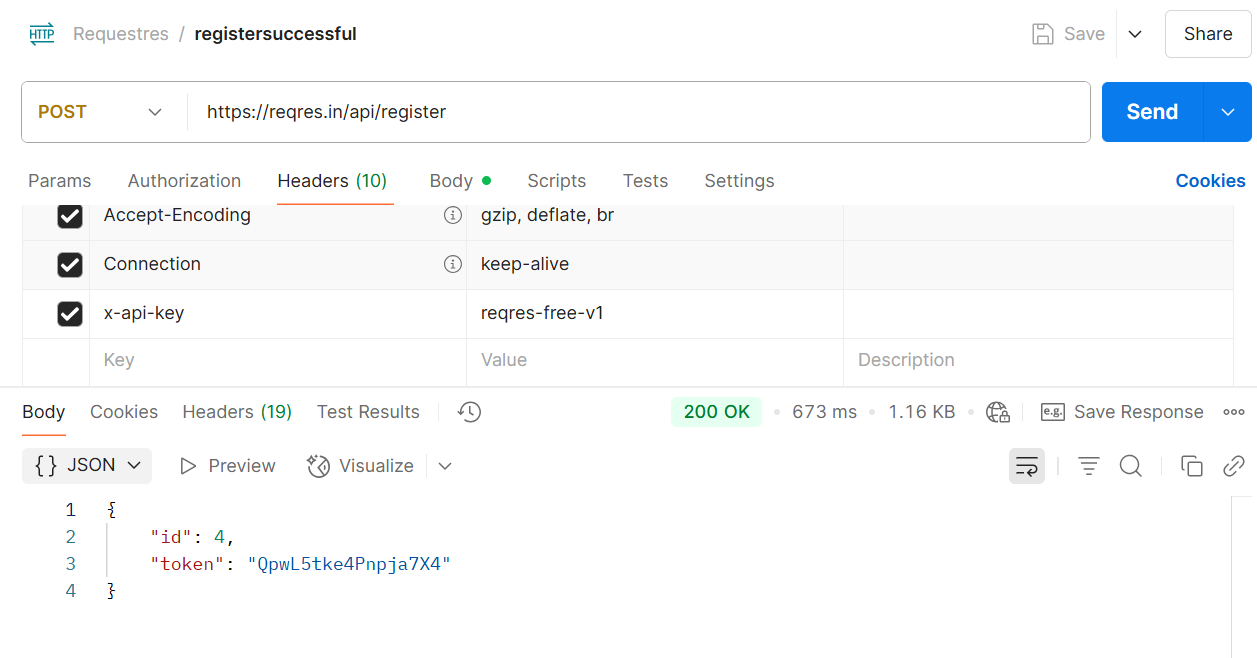 HTTP Requestres / registersuccessful Save Share
POST https://reqres.in/api/register Send
Params Authorization Headers (10) Body Scripts Tests Settings Cookies
Accept-Encoding gzip, deflate, br
Connection keep-alive
x-api-key reqres-free-v1
Key Value Description
Body Cookies Headers (19) Test Results 200 OK 673 ms 1.16 KB e.g. Save Response
{} JSON Preview Visualize
1 {
2 "id": 4,
3 "token": "QpwL5tke4Pnpja7X4"
4 }